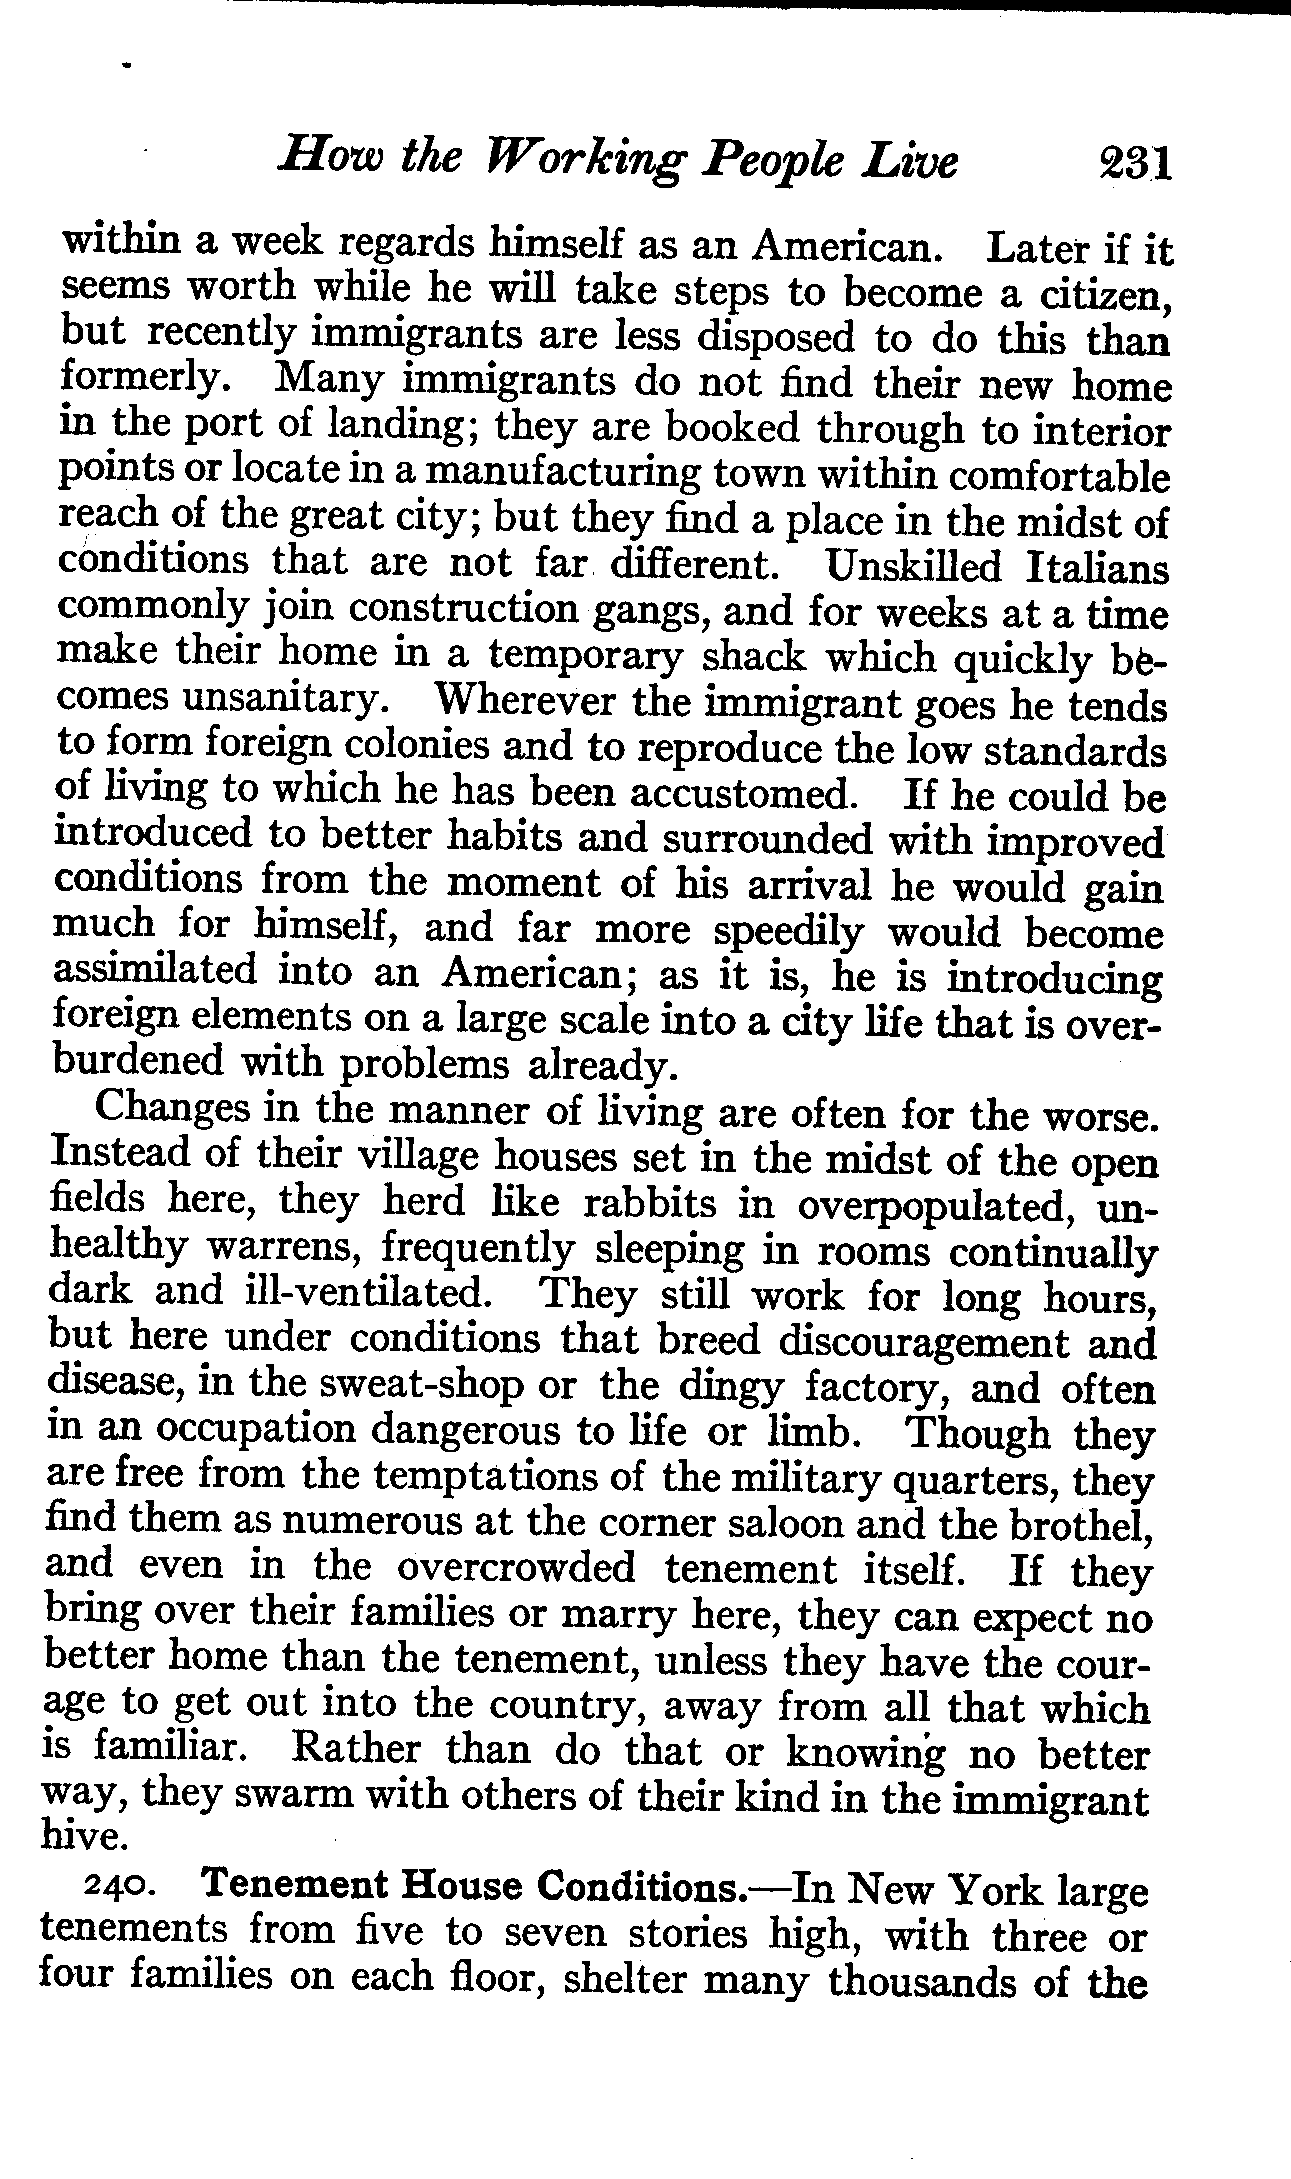 How the Working People Live 231
within a week regards himself as an American. Later if it
seems worth while he will take steps to become a citizen,
but recently immigrants are less disposed to do this than
formerly. Many immigrants do not find their new home
in the port of landing; they are booked through to interior
points or locate in a manufacturing town within comfortable
reach of the great city; but they find a place in the midst of
conditions that are not far different. Unskilled Italians
commonly join construction gangs, and for weeks at a time
make their home in a temporary shack which quickly be-
comes unsanitary. Wherever the immigrant goes he tends
to form foreign colonies and to reproduce the low standards
of living to which he has been accustomed. If he could be
introduced to better habits and surrounded with improved
conditions from the moment of his arrival he would gain
much for himself, and far more speedily would become
assimilated into an American; as it is, he is introducing
foreign elements on a large scale into a city life that is over-
burdened with problems already.
Changes in the manner of living are often for the worse.
Instead of their village houses set in the midst of the open
fields here, they herd like rabbits in overpopulated, un-
healthy warrens, frequently sleeping in rooms continually
dark and ill-ventilated. They still work for long hours,
but here under conditions that breed discouragement and
disease, in the sweat-shop or the dingy factory, and often
in an occupation dangerous to life or limb. Though they
are free from the temptations of the military quarters, they
find them as numerous at the corner saloon and the brothel,
and even in the overcrowded tenement itself. If they
bring over their families or marry here, they can expect no
better home than the tenement, unless they have the cour-
age to get out into the country, away from all that which
is familiar. Rather than do that or knowing no better
way, they swarm with others of their kind in the immigrant
hive.
240. Tenement House Conditions.—In New York large
tenements from five to seven stories high, with three or
four families on each floor, shelter many thousands of the